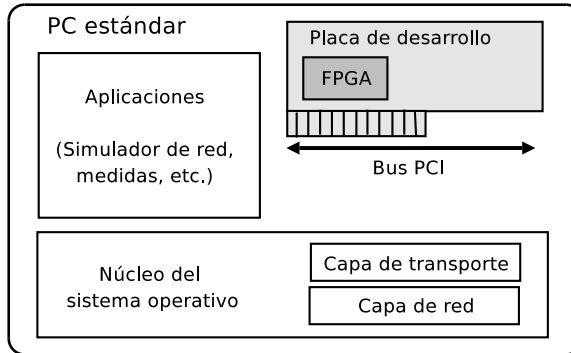 PC estándar
Placa de desarrollo
FPGA
Aplicaciones
(Simulador de red,
medidas, etc.)
Bus PCI
Núcleo del
sistema operativo
Capa de transporte
Capa de red